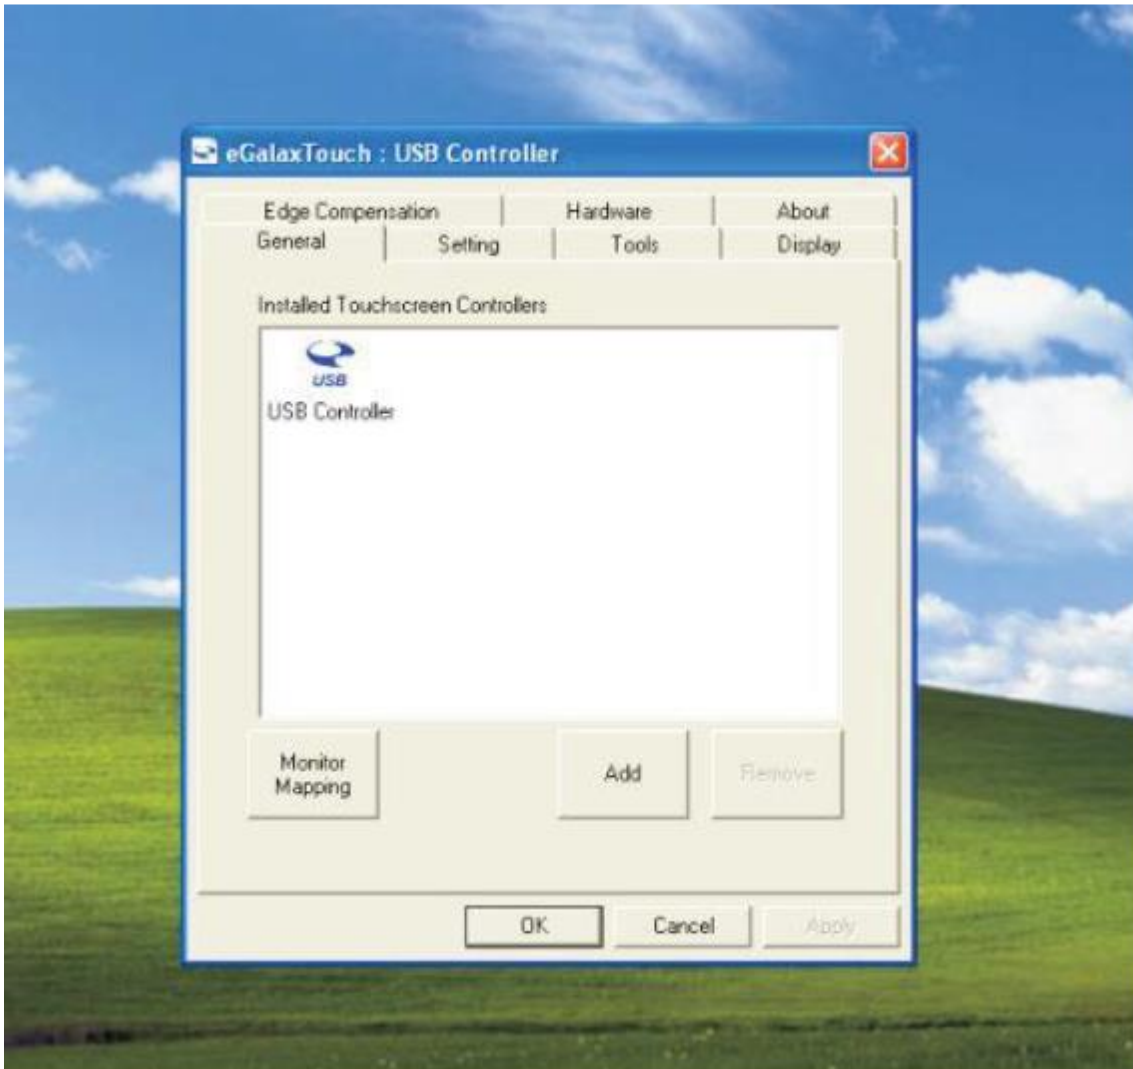 eGalaxTouch : USB Controller
Edge Compensation Hardware About
General Setting Tools Display
Installed Touchscreen Controllers
USB
USB Controller
Monitor
Mapping
Add
Remove
OK Cancel Apply